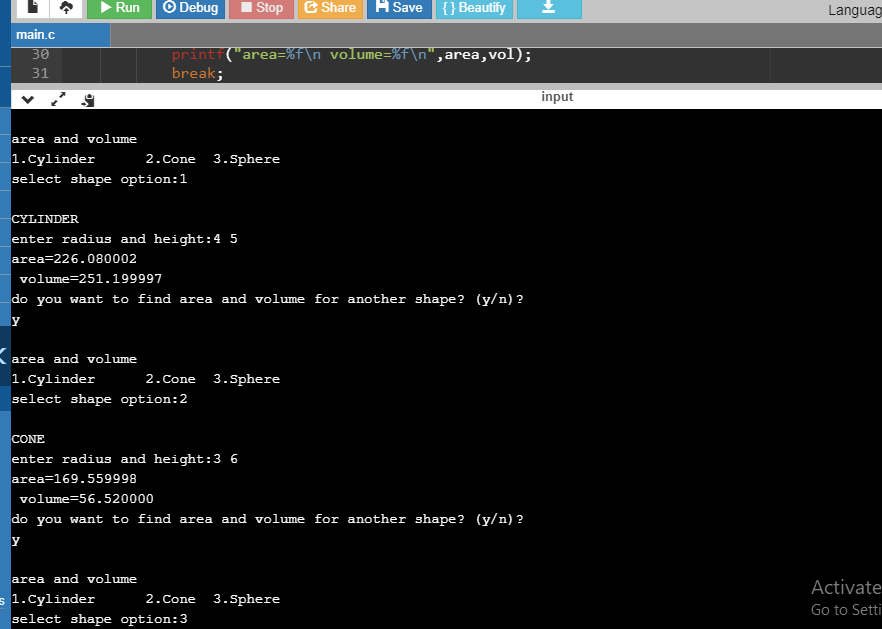 Run Debug Stop Share Save {} Beautify
Languag
main.c
30 printf("area=%f\n volume=%f\n",area,vol);
31 break;
input
area and volume
1.Cylinder 2.Cone 3.Sphere
select shape option:1
CYLINDER
enter radius and height:4 5
area=226.080002
volume=251.199997
do you want to find area and volume for another shape? (y/n)?
y
area and volume
1.Cylinder 2.Cone 3.Sphere
select shape option:2
CONE
enter radius and height:3 6
area=169.559998
volume=56.520000
do you want to find area and volume for another shape? (y/n)?
y
area and volume
s
1.Cylinder 2.Cone 3.Sphere
select shape option:3
Activate
Go to Setti